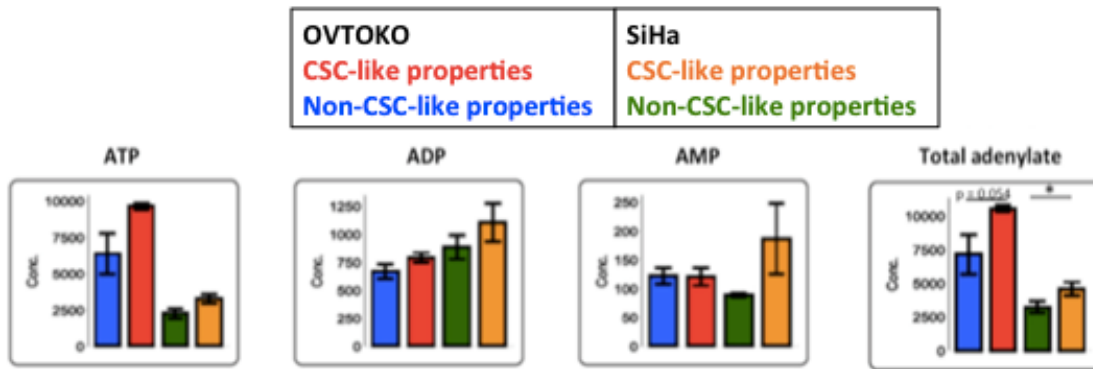 OVTOKO
CSC-like properties
Non-CSC-like properties
SiHa
CSC-like properties
Non-CSC-like properties
ATP
Conc.
10000
7500
5000
2500
0
ADP
Conc.
1250
1000
750
500
250
0
AMP
Conc.
250
200
150
100
50
0
Total adenylate
p = 0.054
*
Conc.
10000
7500
5000
2500
0